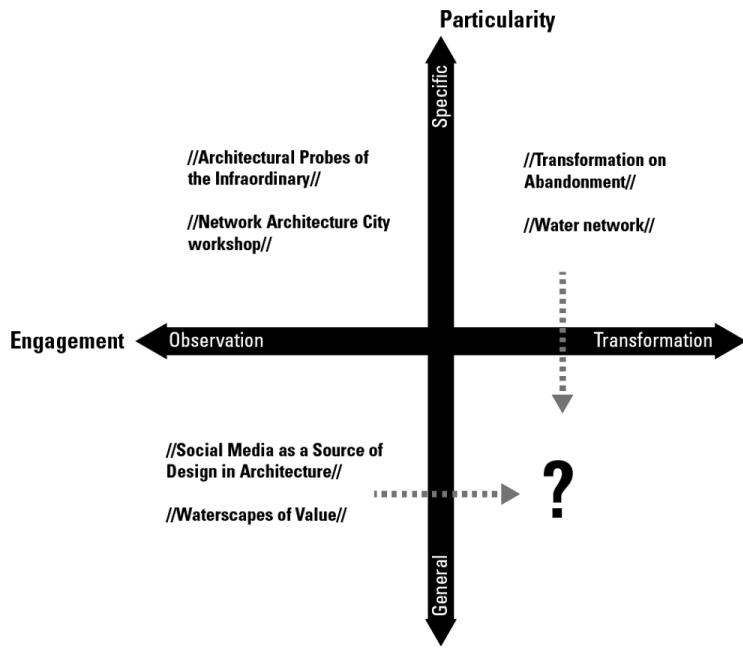 Particularity
Specific
//Architectural Probes of
the Infraordinary//
//Network Architecture City
workshop//
//Transformation on
Abandonment//
//Water network//
Engagement
Observation
Transformation
//Social Media as a Source of
Design in Architecture//
//Waterscapes of Value//
?
General